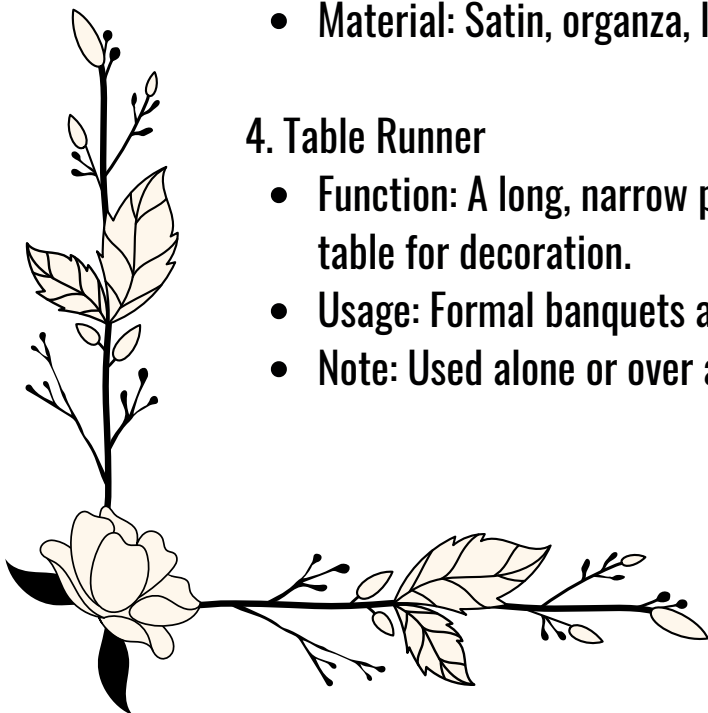 • Material: Satin, organza,
4. Table Runner
• Function: A long, narrow
table for decoration.
• Usage: Formal banquets
• Note: Used alone or over